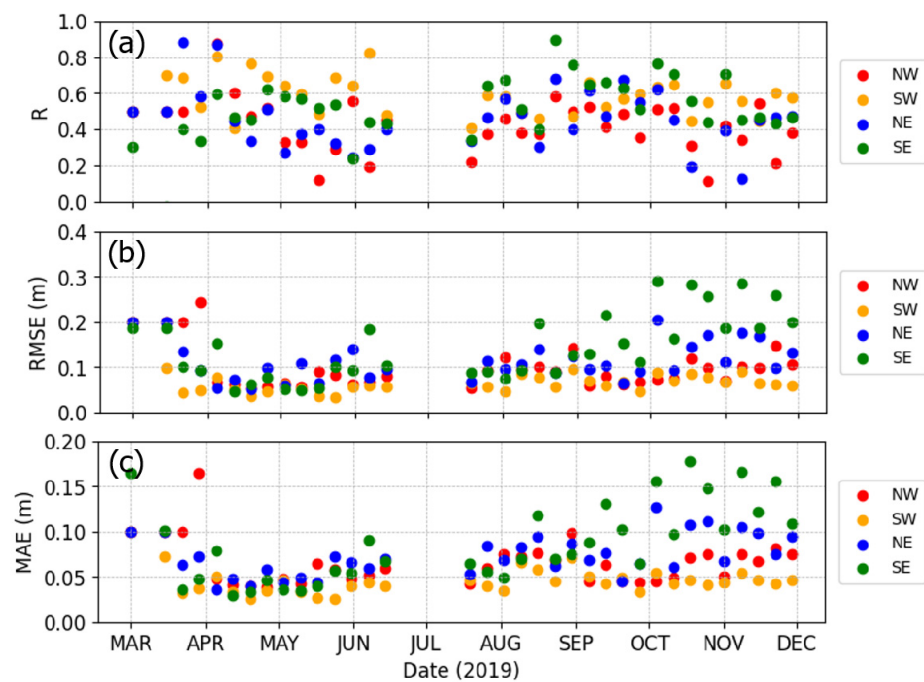 (a)
1.0
0.8
0.6
0.4
0.2
0.0
R
NW
SW
NE
SE
(b)
0.4
0.3
0.2
0.1
0.0
RMSE (m)
NW
SW
NE
SE
(c)
0.20
0.15
0.10
0.05
0.00
MAE (m)
NW
SW
NE
SE
MAR APR MAY JUN JUL AUG SEP OCT NOV DEC
Date (2019)